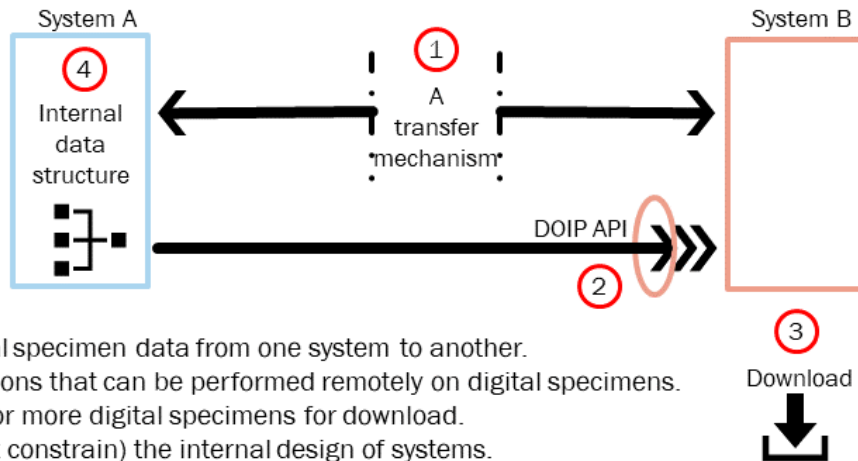 System A
System B
4
1
Internal
data
structure
A
transfer
mechanism
DOIP API
2
3
Download
specimen data from one system to another.
ons that can be performed remotely on digital specimens.
or more digital specimens for download.
constrain) the internal design of systems.